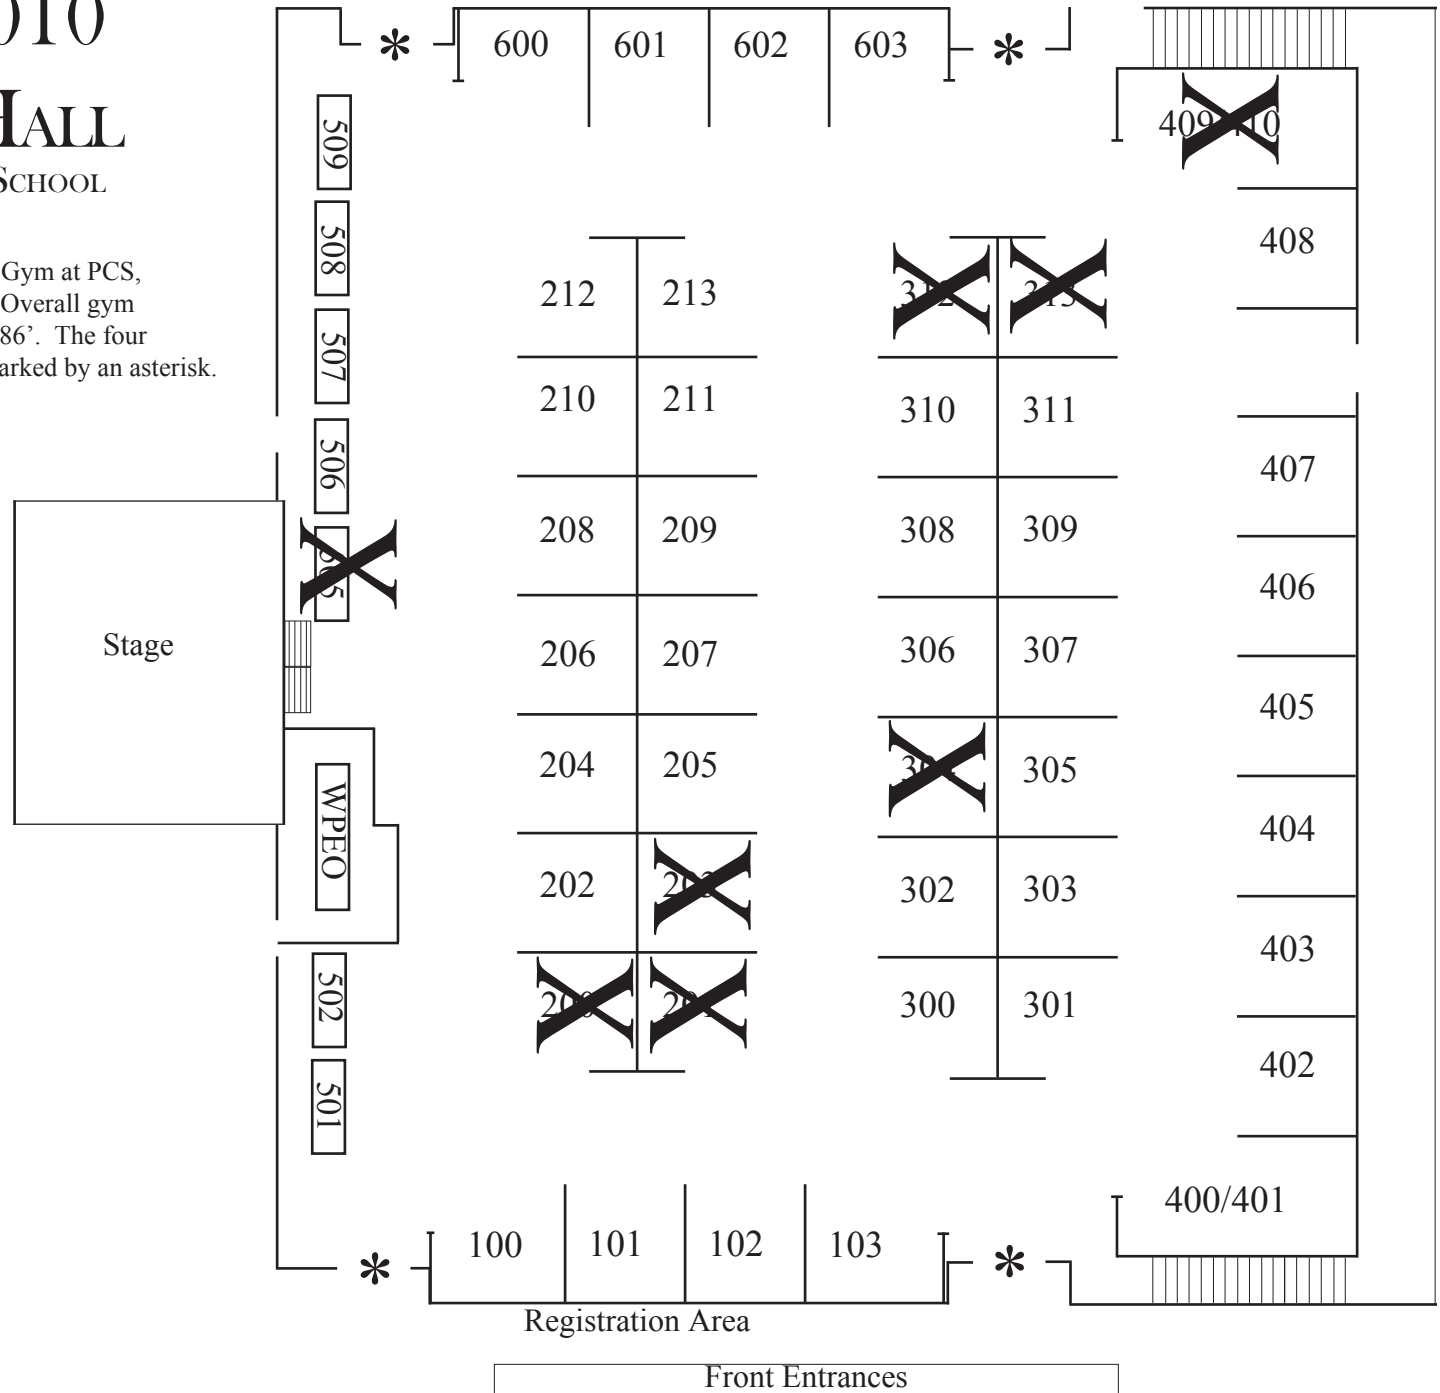 HALL
SCHOOL
Gym at PCS,
Overall gym
86’. The four
arked by an asterisk.
* 600 601 602 603 *
509
508
507
506
X
Stage
WPEO
502
501
X
408
212 213 X X
210 211 310 311
407
208 209 308 309
406
206 207 306 307
405
204 205 X 305
404
202 X 302 303
403
X X 300 301
402
400/401
* 100 101 102 103 *
Registration Area
Front Entrances